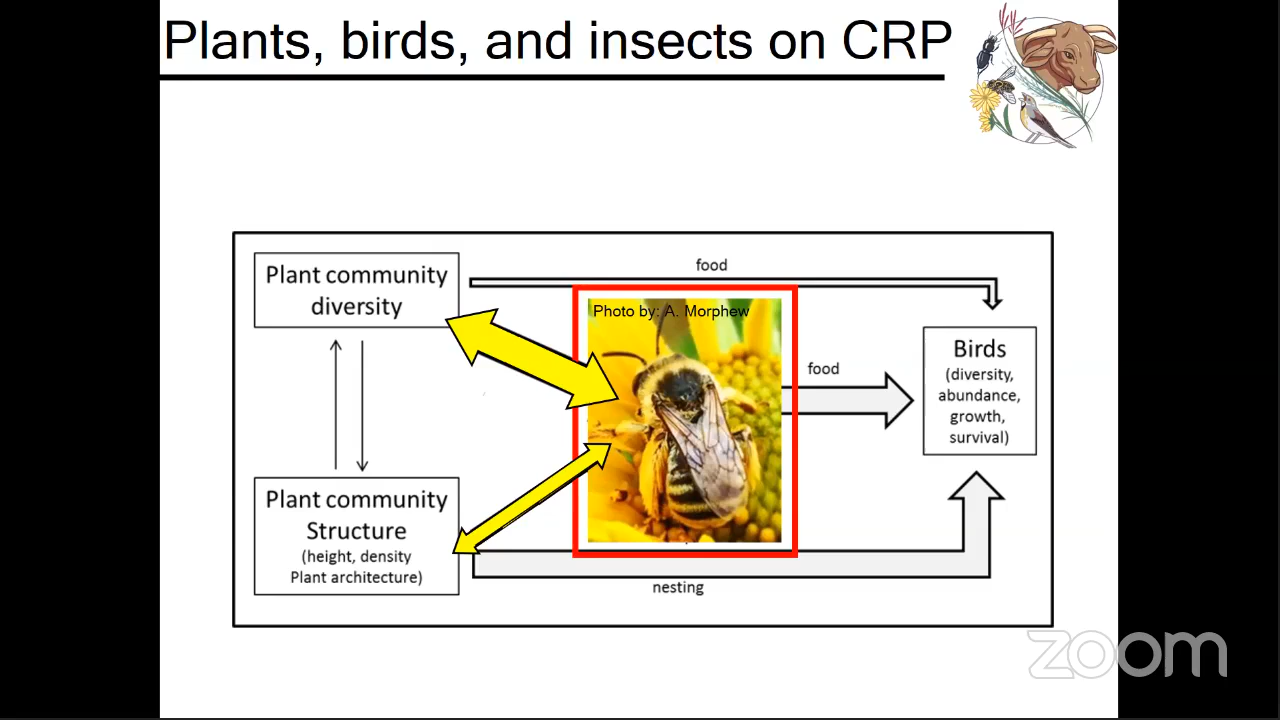 Plants, birds, and insects on CRP
food
Plant community
diversity
Photo by: A. Morphew
food
Birds
(diversity,
abundance,
growth,
survival)
Plant community
Structure
(height, density
Plant architecture)
nesting
zoom